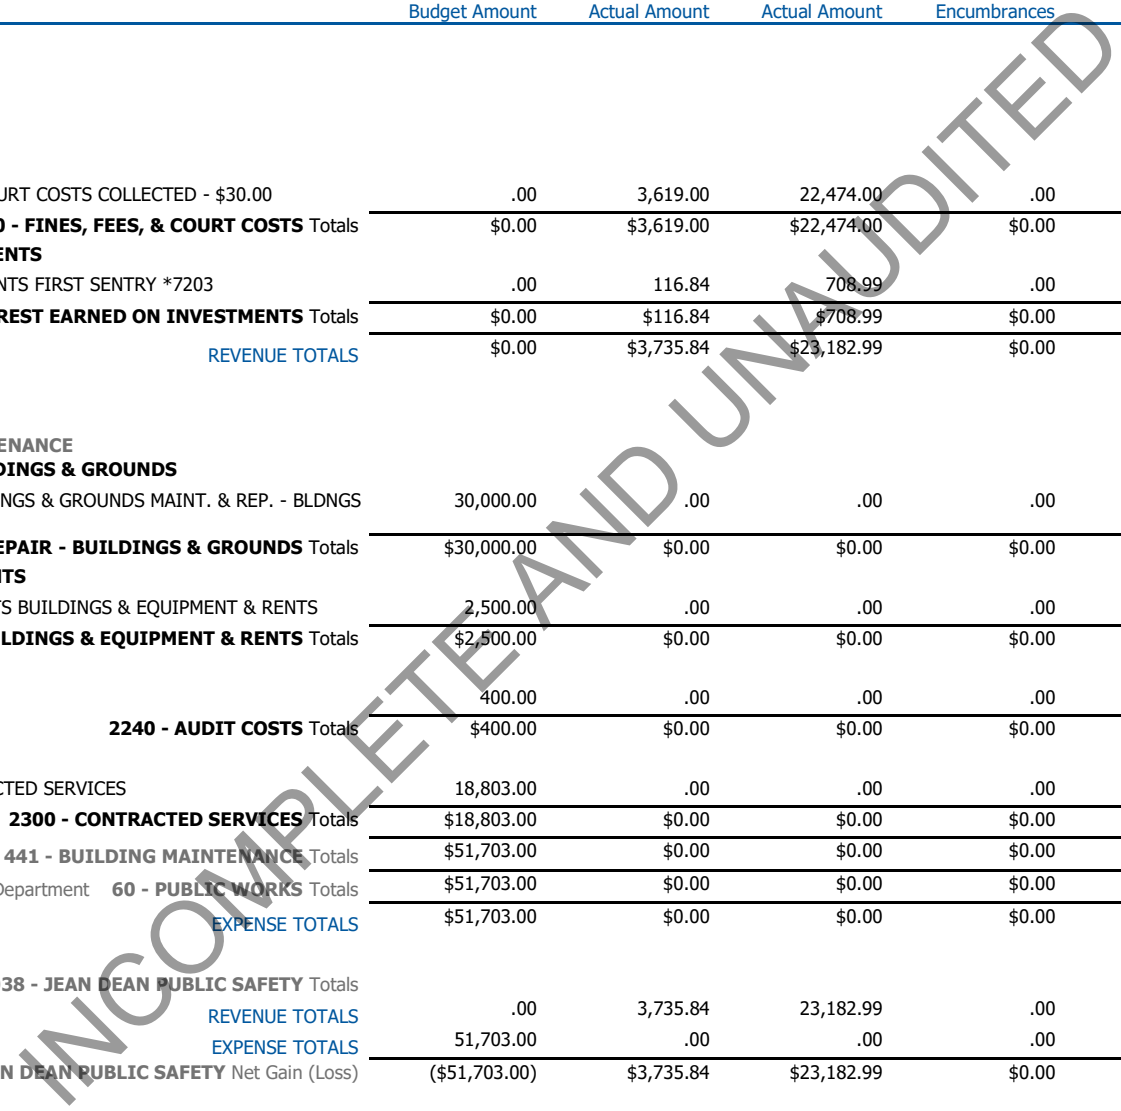 Budget Amount Actual Amount Actual Amount Encumbrances
URT COSTS COLLECTED - $30.00 .00 3,619.00 22,474.00 .00
0 - FINES, FEES, & COURT COSTS Totals $0.00 $3,619.00 $22,474.00 $0.00
ENTS
NTS FIRST SENTRY *7203 .00 116.84 708.99 .00
REST EARNED ON INVESTMENTS Totals $0.00 $116.84 $708.99 $0.00
REVENUE TOTALS $0.00 $3,735.84 $23,182.99 $0.00
ENANCE
DINGS & GROUNDS
NGS & GROUNDS MAINT. & REP. - BLDNGS 30,000.00 .00 .00 .00
EPAIR - BUILDINGS & GROUNDS Totals $30,000.00 $0.00 $0.00 $0.00
NTS
TS BUILDINGS & EQUIPMENT & RENTS 2,500.00 .00 .00 .00
ILDINGS & EQUIPMENT & RENTS Totals $2,500.00 $0.00 $0.00 $0.00
400.00 .00 .00 .00
2240 - AUDIT COSTS Totals $400.00 $0.00 $0.00 $0.00
CTED SERVICES 18,803.00 .00 .00 .00
2300 - CONTRACTED SERVICES Totals $18,803.00 $0.00 $0.00 $0.00
441 - BUILDING MAINTENANCE Totals $51,703.00 $0.00 $0.00 $0.00
Department 60 - PUBLIC WORKS Totals $51,703.00 $0.00 $0.00 $0.00
EXPENSE TOTALS $51,703.00 $0.00 $0.00 $0.00
38 - JEAN DEAN PUBLIC SAFETY Totals
REVENUE TOTALS .00 3,735.84 23,182.99 .00
EXPENSE TOTALS 51,703.00 .00 .00 .00
N DEAN PUBLIC SAFETY Net Gain (Loss) ($51,703.00) $3,735.84 $23,182.99 $0.00
INCOMPLETE AND UNAUDITED